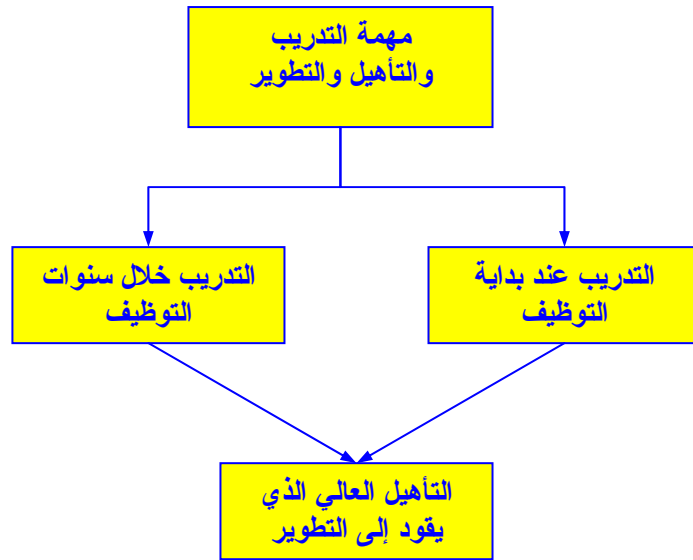 مهمة التدريب
والتأهيل والتطوير
التدريب عند بداية
التوظيف
التدريب خلال سنوات
التوظيف
التأهيل العالي الذي
يقود إلى التطوير